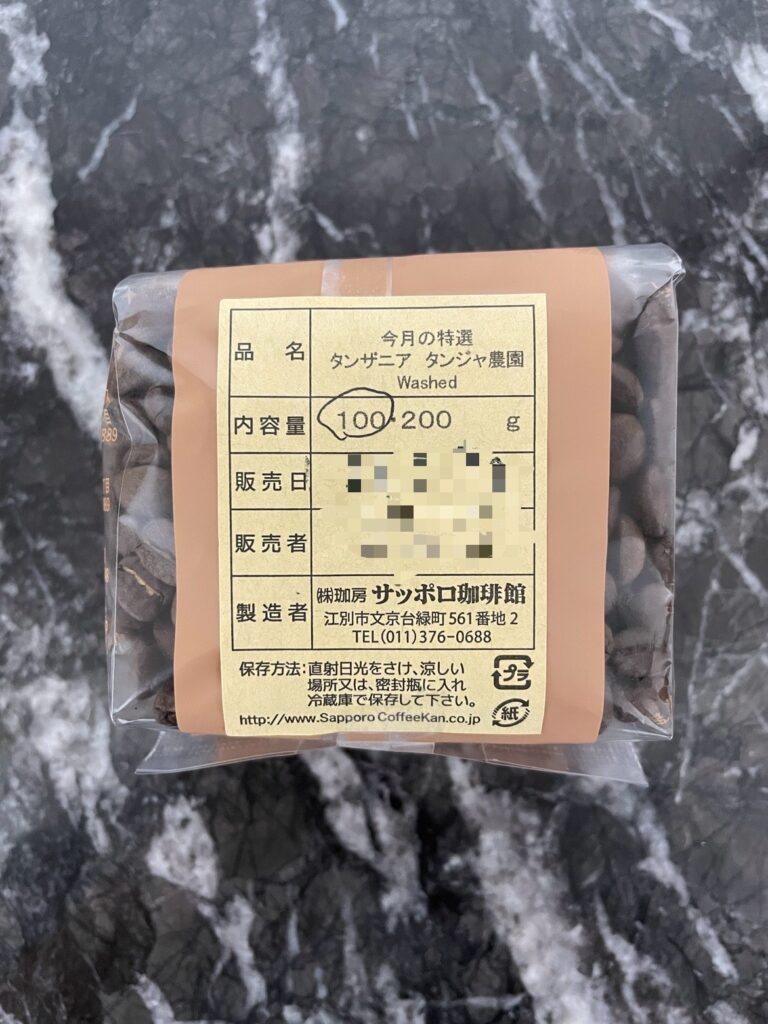 品名
今月の特選
タンザニア タンジャ農園
Washed
内容量
100・200 g
販売日
販売者
製造者
㈱珈房 サッポロ珈琲館
江別市文京台緑町561番地2
TEL(011)376-0688
保存方法:直射日光をさけ、涼しい
場所又は、密封瓶に入れ
冷蔵庫で保存して下さい。
http://www.SapporoCoffeeKan.co.jp
プラ
紙